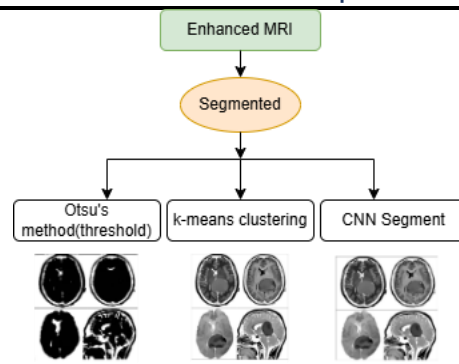 Enhanced MRI
Segmented
Otsu's
method(threshold)
k-means clustering
CNN Segment